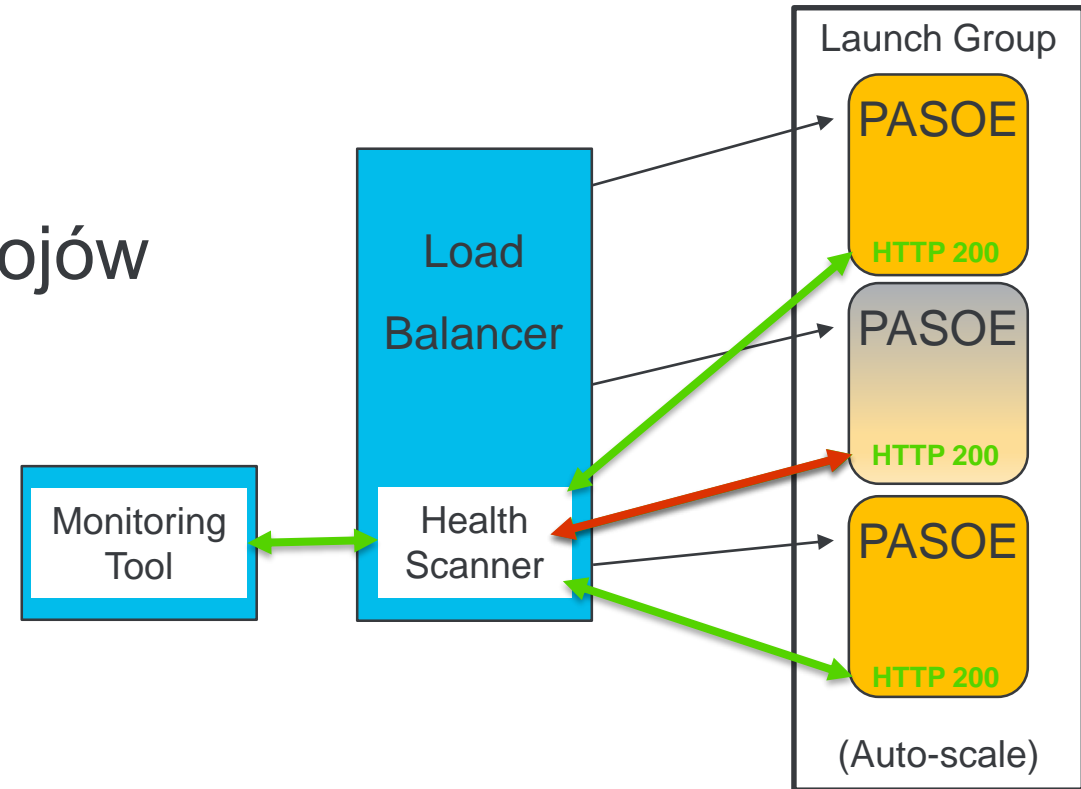 Launch Group
PASOE
HTTP 200
ojów
Load
Balancer
PASOE
HTTP 200
Monitoring
Tool
Health
Scanner
PASOE
HTTP 200
(Auto-scale)